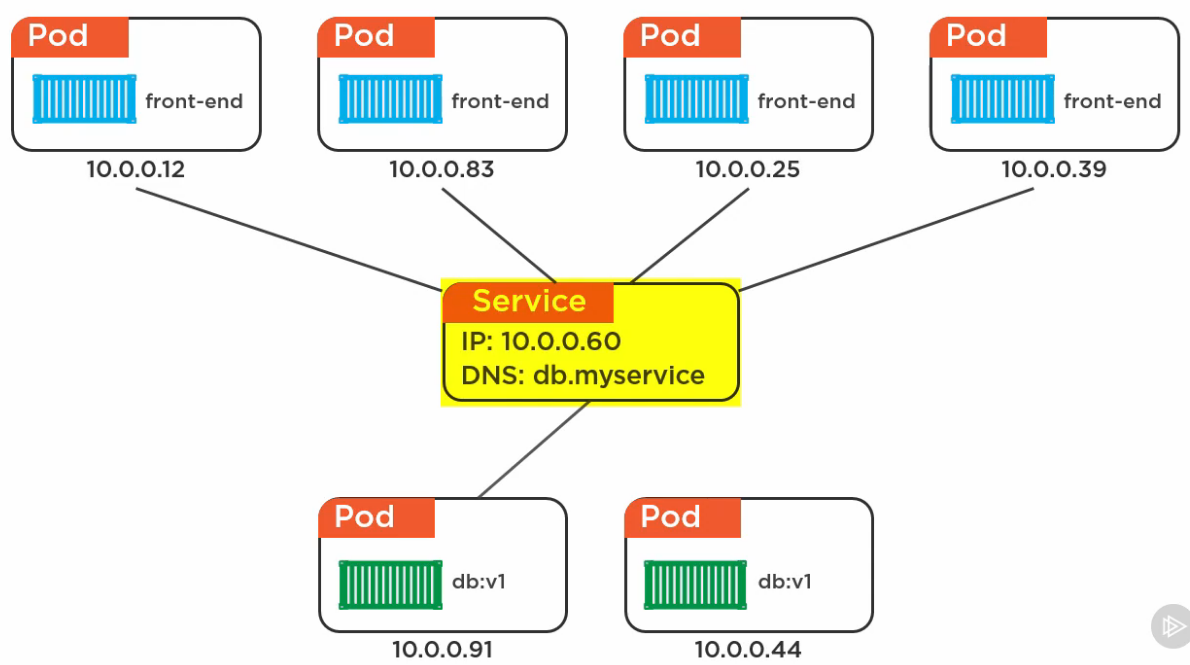 Pod
front-end
10.0.0.12
Pod
front-end
10.0.0.83
Pod
front-end
10.0.0.25
Pod
front-end
10.0.0.39
Service
IP: 10.0.0.60
DNS: db.myservice
Pod
db:v1
10.0.0.91
Pod
db:v1
10.0.0.44